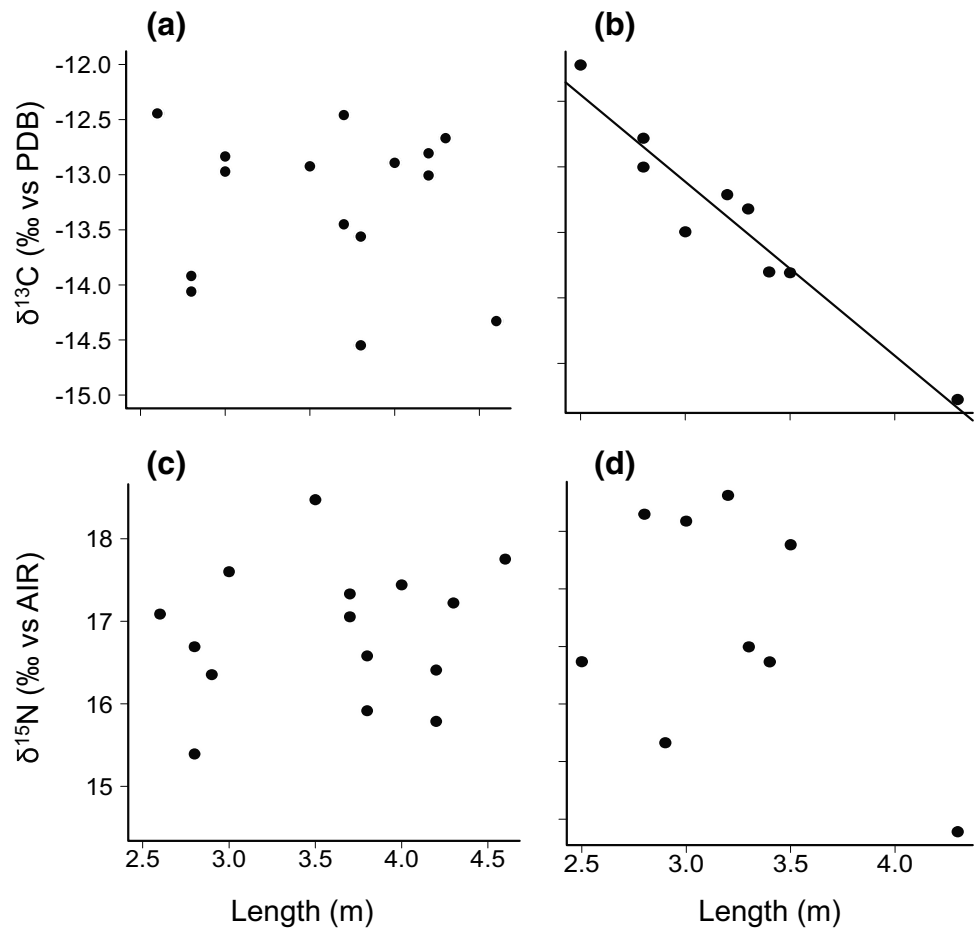 (a)
(b)
-12.0
-12.5
-13.0
-13.5
-14.0
-14.5
-15.0
δ¹³C (‰ vs PDB)
(c)
(d)
18
17
16
15
δ¹⁵N (‰ vs AIR)
2.5 3.0 3.5 4.0 4.5
2.5 3.0 3.5 4.0
Length (m)
Length (m)